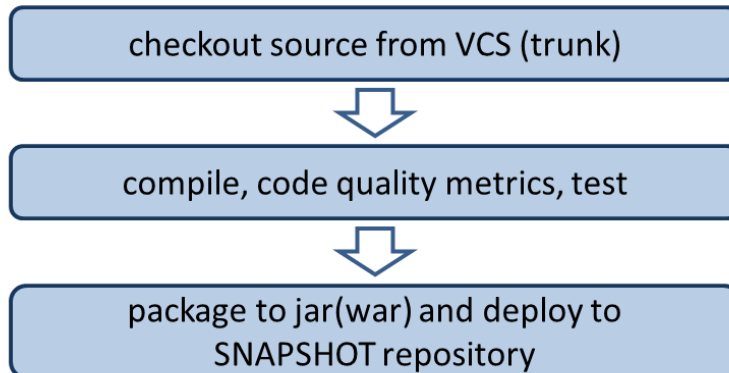 checkout source from VCS (trunk)
compile, code quality metrics, test
package to jar(war) and deploy to
SNAPSHOT repository